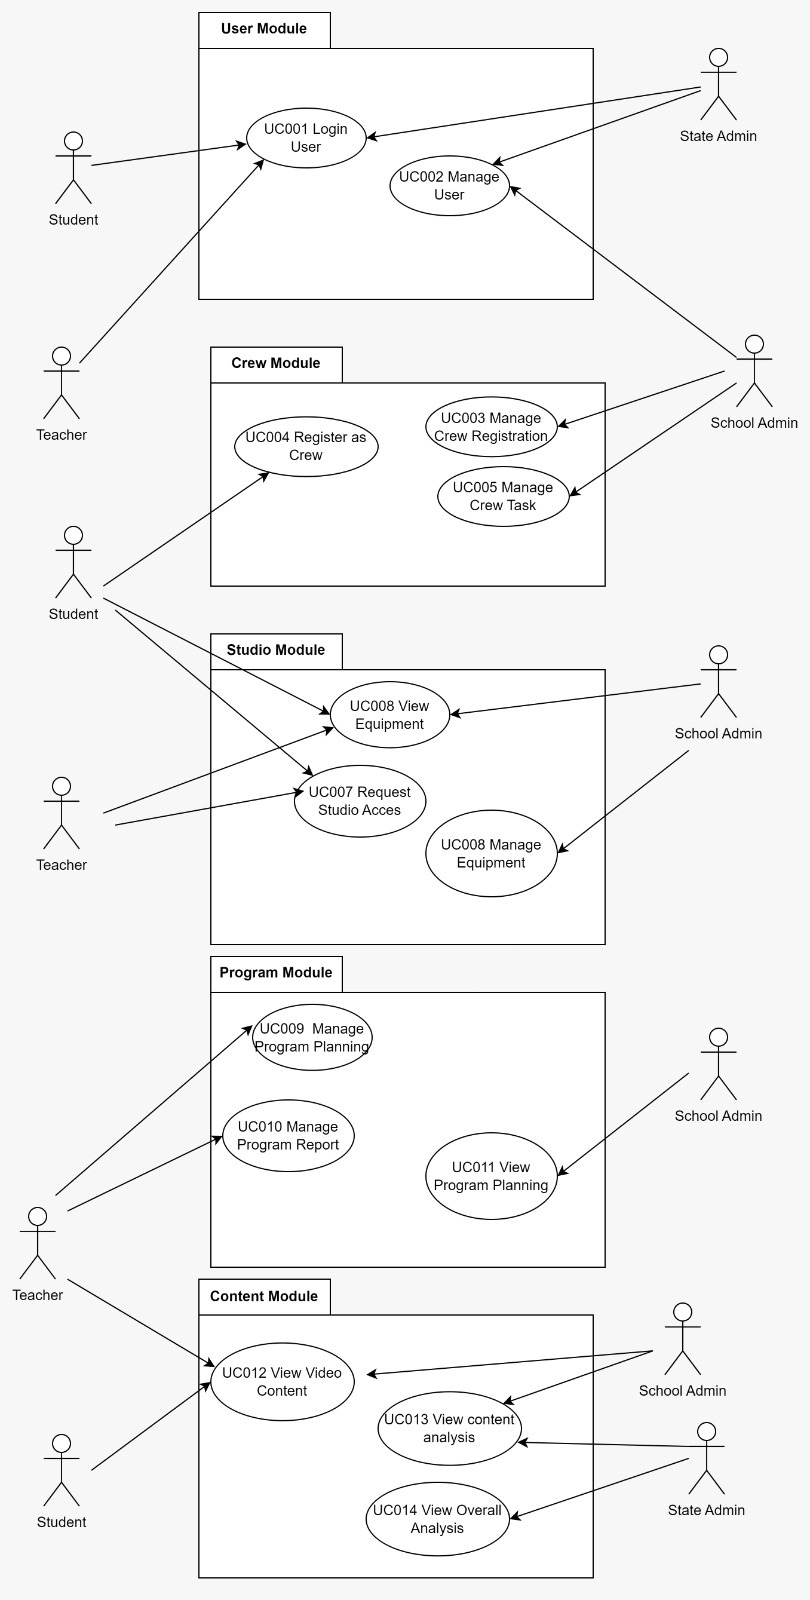 User Module
State Admin
UC001 Login
User
UC002 Manage
User
Student
Crew Module
School Admin
Teacher
UC003 Manage
Crew Registration
UC004 Register as
Crew
UC005 Manage
Crew Task
Student
Studio Module
UC008 View
Equipment
School Admin
UC007 Request
Studio Acces
UC008 Manage
Equipment
Teacher
Program Module
UC009  Manage
Program Planning
School Admin
UC010 Manage
Program Report
UC011 View
Program Planning
Teacher
Content Module
UC012 View Video
Content
School Admin
UC013 View content
analysis
State Admin
UC014 View Overall
Analysis
Student